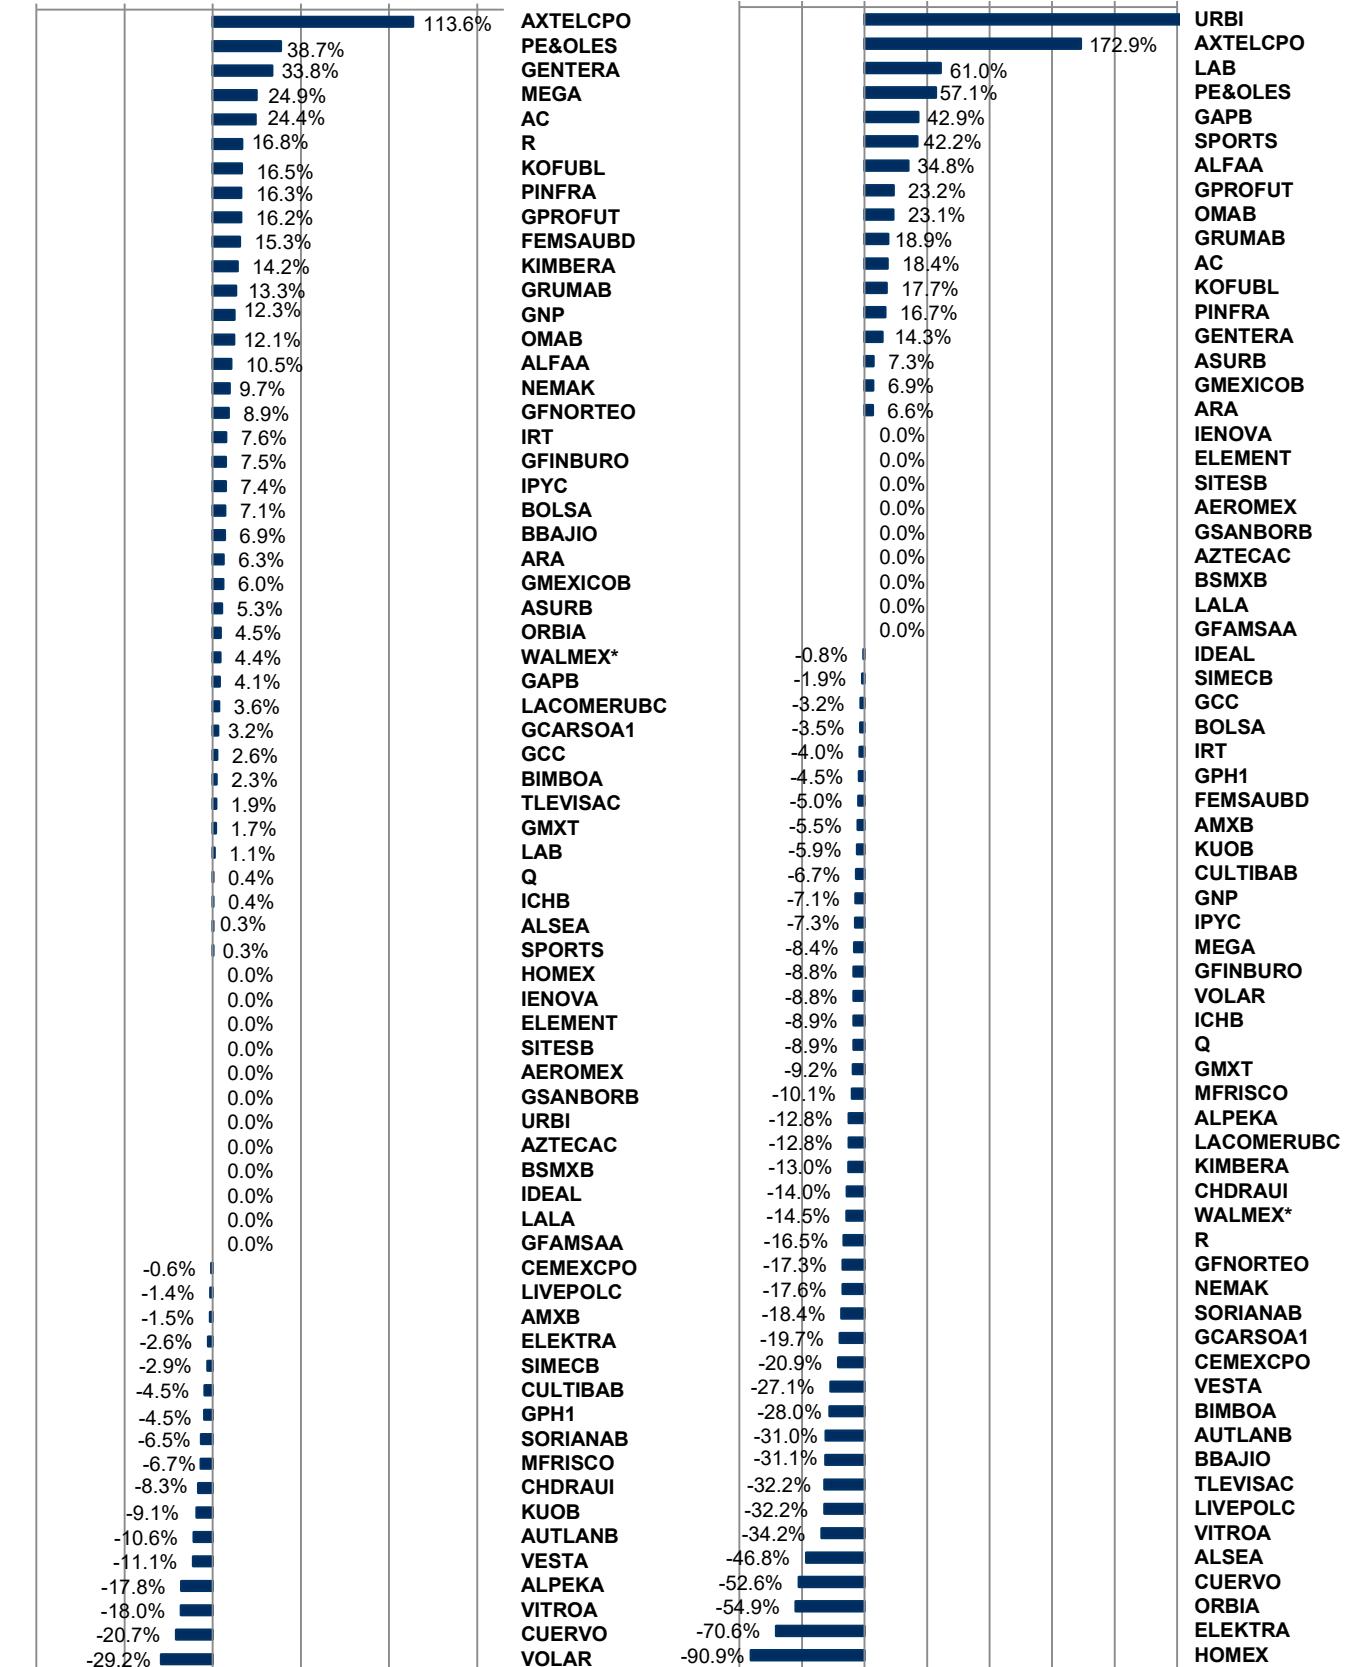 113.6% AXTELCPO
38.7% PE&OLES
33.8% GENTERA
24.9% MEGA
24.4% AC
16.8% R
16.5% KOFUBL
16.3% PINFRA
16.2% GPROFUT
15.3% FEMSAUBD
14.2% KIMBERA
13.3% GRUMAB
12.3% GNP
12.1% OMAB
10.5% ALFAA
9.7% NEMAK
8.9% GFNORTEO
7.6% IRT
7.5% GFINBURO
7.4% IPYC
7.1% BOLSA
6.9% BBAJIO
6.3% ARA
6.0% GMEXICOB
5.3% ASURB
4.5% ORBIA
4.4% WALMEX*
4.1% GAPB
3.6% LACOMERUBC
3.2% GCARSOA1
2.6% GCC
2.3% BIMBOA
1.9% TLEVISAC
1.7% GMXT
1.1% LAB
0.4% Q
0.4% ICHB
0.3% ALSEA
0.3% SPORTS
0.0% HOMEX
0.0% IENOVA
0.0% ELEMENT
0.0% SITESB
0.0% AEROMEX
0.0% GSANBORB
0.0% URBI
0.0% AZTECAC
0.0% BSMXB
0.0% IDEAL
0.0% LALA
0.0% GFAMSAA
-0.6% CEMEXCPO
-1.4% LIVEPOLC
-1.5% AMXB
-2.6% ELEKTRA
-2.9% SIMECB
-4.5% CULTIBAB
-4.5% GPH1
-6.5% SORIANAB
-6.7% MFRISCO
-8.3% CHDRAUI
-9.1% KUOB
-10.6% AUTLANB
-11.1% VESTA
-17.8% ALPEKA
-18.0% VITROA
-20.7% CUERVO
-29.2% VOLAR
URBI
172.9% AXTELCPO
61.0% LAB
57.1% PE&OLES
42.9% GAPB
42.2% SPORTS
34.8% ALFAA
23.2% GPROFUT
23.1% OMAB
18.9% GRUMAB
18.4% AC
17.7% KOFUBL
16.7% PINFRA
14.3% GENTERA
7.3% ASURB
6.9% GMEXICOB
6.6% ARA
0.0% IENOVA
0.0% ELEMENT
0.0% SITESB
0.0% AEROMEX
0.0% GSANBORB
0.0% AZTECAC
0.0% BSMXB
0.0% LALA
0.0% GFAMSAA
-0.8% IDEAL
-1.9% SIMECB
-3.2% GCC
-3.5% BOLSA
-4.0% IRT
-4.5% GPH1
-5.0% FEMSAUBD
-5.5% AMXB
-5.9% KUOB
-6.7% CULTIBAB
-7.1% GNP
-7.3% IPYC
-8.4% MEGA
-8.8% GFINBURO
-8.8% VOLAR
-8.9% ICHB
-8.9% Q
-9.2% GMXT
-10.1% MFRISCO
-12.8% ALPEKA
-12.8% LACOMERUBC
-13.0% KIMBERA
-14.0% CHDRAUI
-14.5% WALMEX*
-16.5% R
-17.3% GFNORTEO
-17.6% NEMAK
-18.4% SORIANAB
-19.7% GCARSOA1
-20.9% CEMEXCPO
-27.1% VESTA
-28.0% BIMBOA
-31.0% AUTLANB
-31.1% BBAJIO
-32.2% TLEVISAC
-32.2% LIVEPOLC
-34.2% VITROA
-46.8% ALSEA
-52.6% CUERVO
-54.9% ORBIA
-70.6% ELEKTRA
-90.9% HOMEX